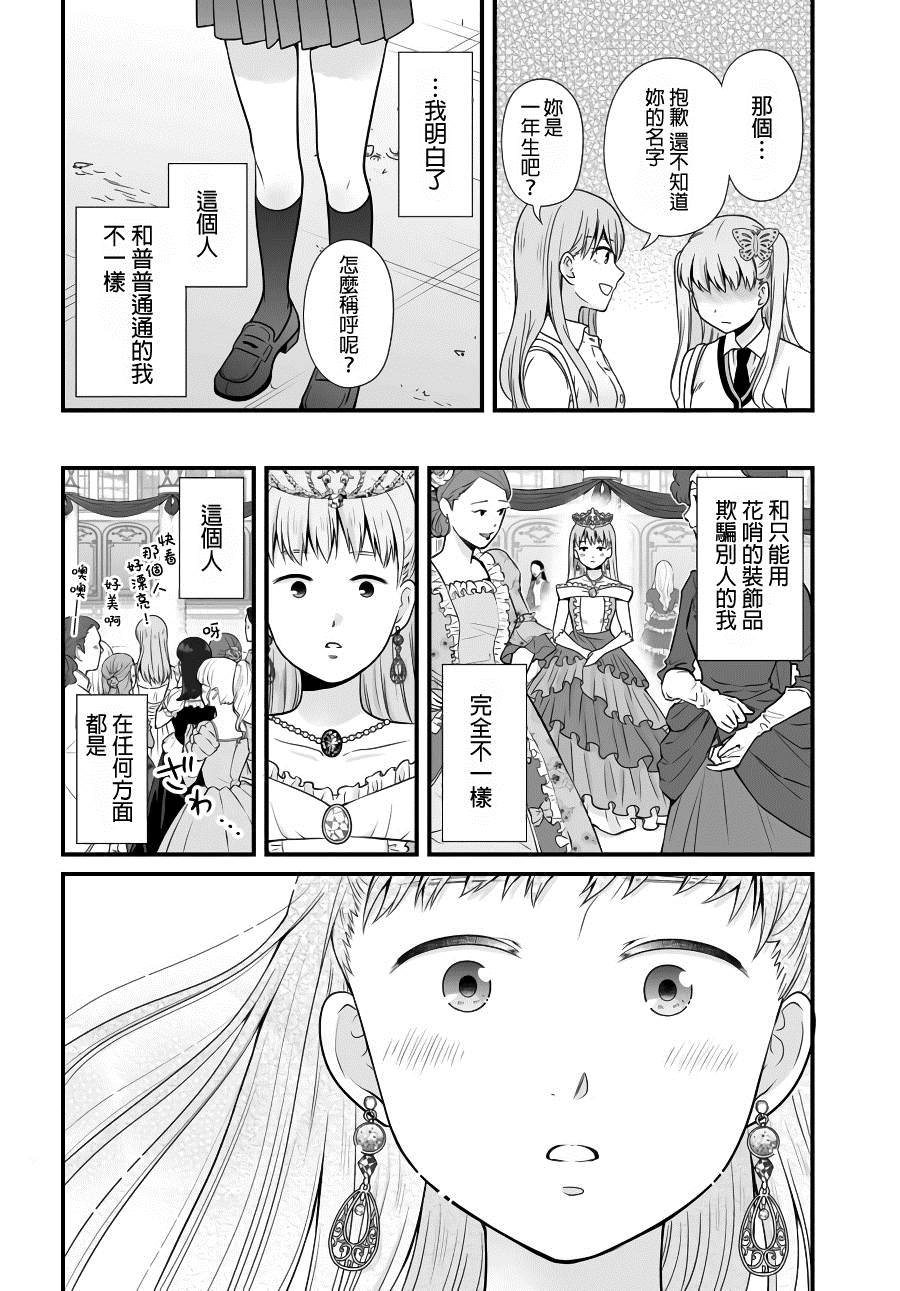 那個…
抱歉 還不知道
妳的名字
妳是
一年生吧？
…我明白了
怎麼稱呼呢？
這個人
和普普通通的我
不一樣
和只能用
花哨的裝飾品
欺騙別人的我
完全不一樣
這個人
快看
那個人
好漂亮！
好美啊
噢噢
呀
ざわ…
在任何方面
都是